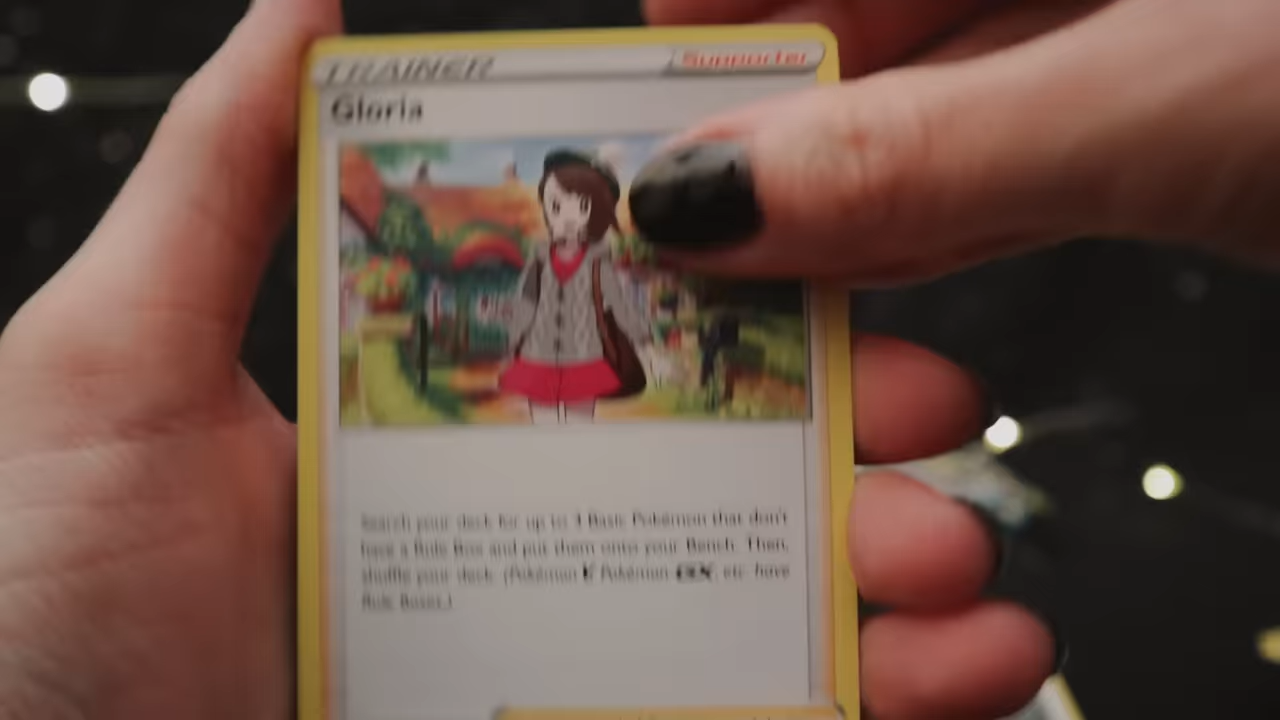 TRAINER
Supporter
Gloria
Search your deck for up to 3 Basic Pokémon that don't
have a Rule Box and put them onto your Bench. Then,
shuffle your deck. (Pokémon V, Pokémon-GX, etc. have
Rule Boxes.)